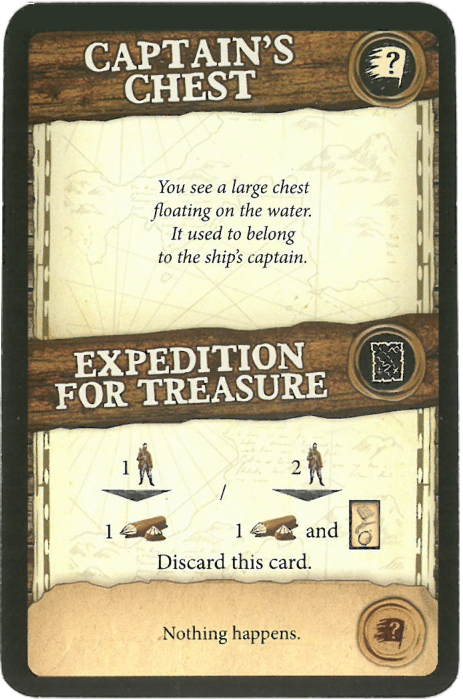 CAPTAIN'S
CHEST
?
You see a large chest
floating on the water.
It used to belong
to the ship's captain.
EXPEDITION
FOR TREASURE
1 / 2
1 1 and
Discard this card.
Nothing happens.
?